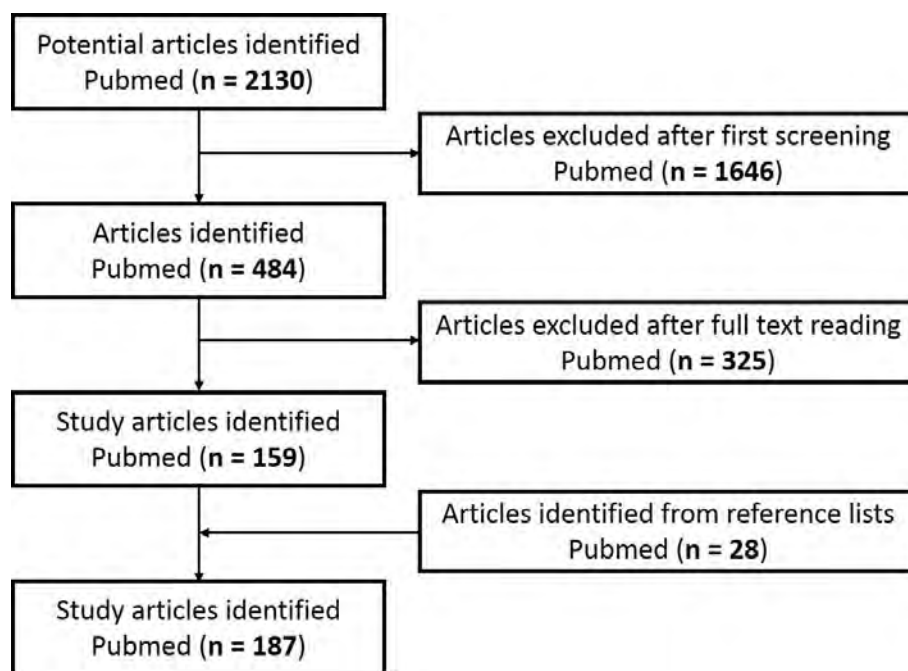 Potential articles identified
Pubmed (n = 2130)
Articles excluded after first screening
Pubmed (n = 1646)
Articles identified
Pubmed (n = 484)
Articles excluded after full text reading
Pubmed (n = 325)
Study articles identified
Pubmed (n = 159)
Articles identified from reference lists
Pubmed (n = 28)
Study articles identified
Pubmed (n = 187)